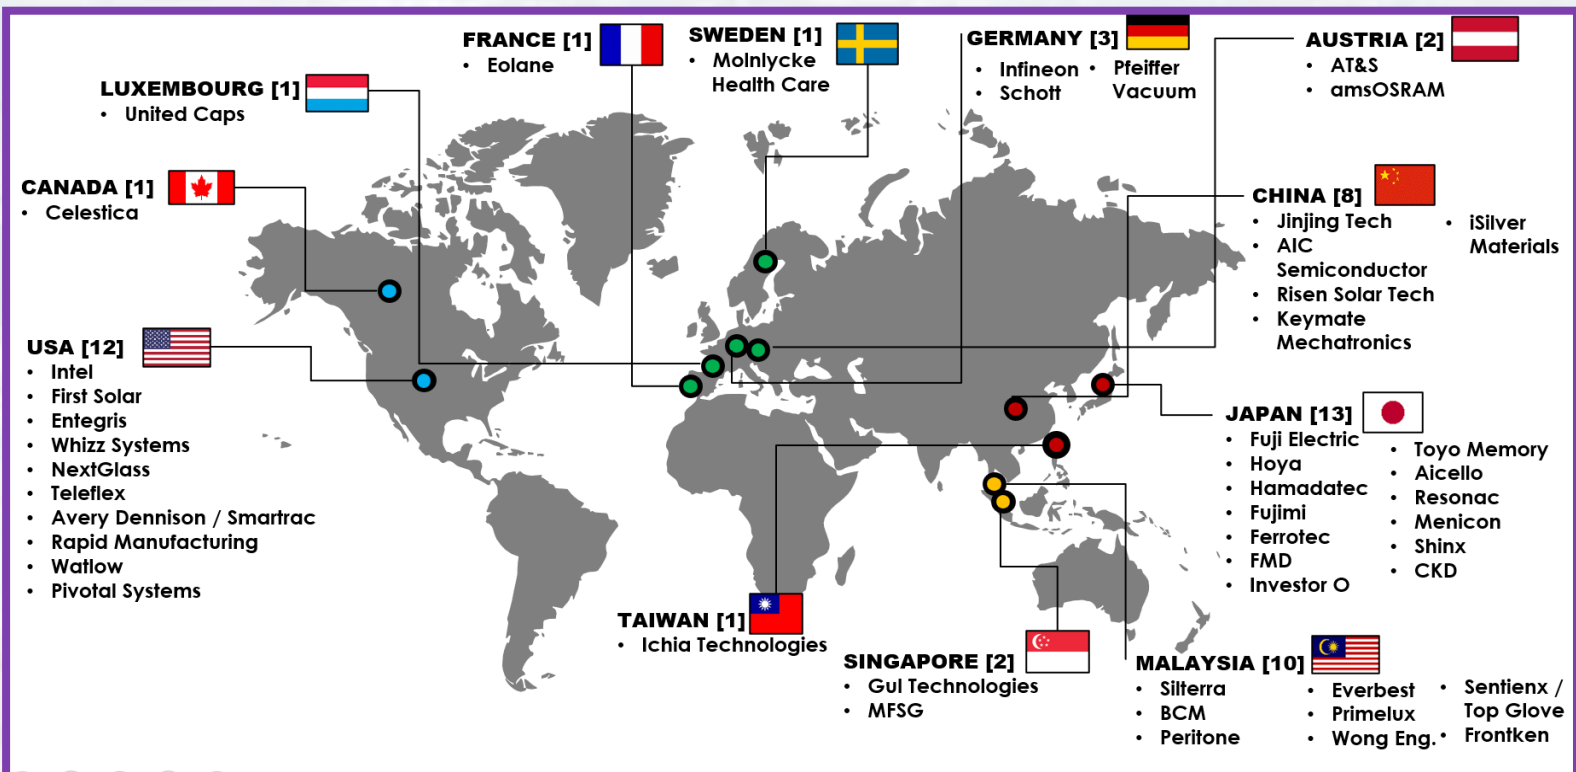 FRANCE [1]
• Eolane
SWEDEN [1]
• Molnlycke
Health Care
GERMANY [3]
• Infineon
• Schott
• Pfeiffer
Vacuum
AUSTRIA [2]
• AT&S
• amsOSRAM
LUXEMBOURG [1]
• United Caps
CANADA [1]
• Celestica
CHINA [8]
• Jinjing Tech
• AIC
Semiconductor
• Risen Solar Tech
• Keymate
Mechatronics
• iSilver
Materials
USA [12]
• Intel
• First Solar
• Entegris
• Whizz Systems
• NextGlass
• Teleflex
• Avery Dennison / Smartrac
• Rapid Manufacturing
• Watlow
• Pivotal Systems
JAPAN [13]
• Fuji Electric
• Hoya
• Hamadatec
• Fujimi
• Ferrotec
• FMD
• Investor O
• Toyo Memory
• Aicello
• Resonac
• Menicon
• Shinx
• CKD
TAIWAN [1]
• Ichia Technologies
SINGAPORE [2]
• Gul Technologies
• MFSG
MALAYSIA [10]
• Silterra
• BCM
• Peritone
• Everbest
• Primelux
• Wong Eng.
• Sentienx /
Top Glove
• Frontken